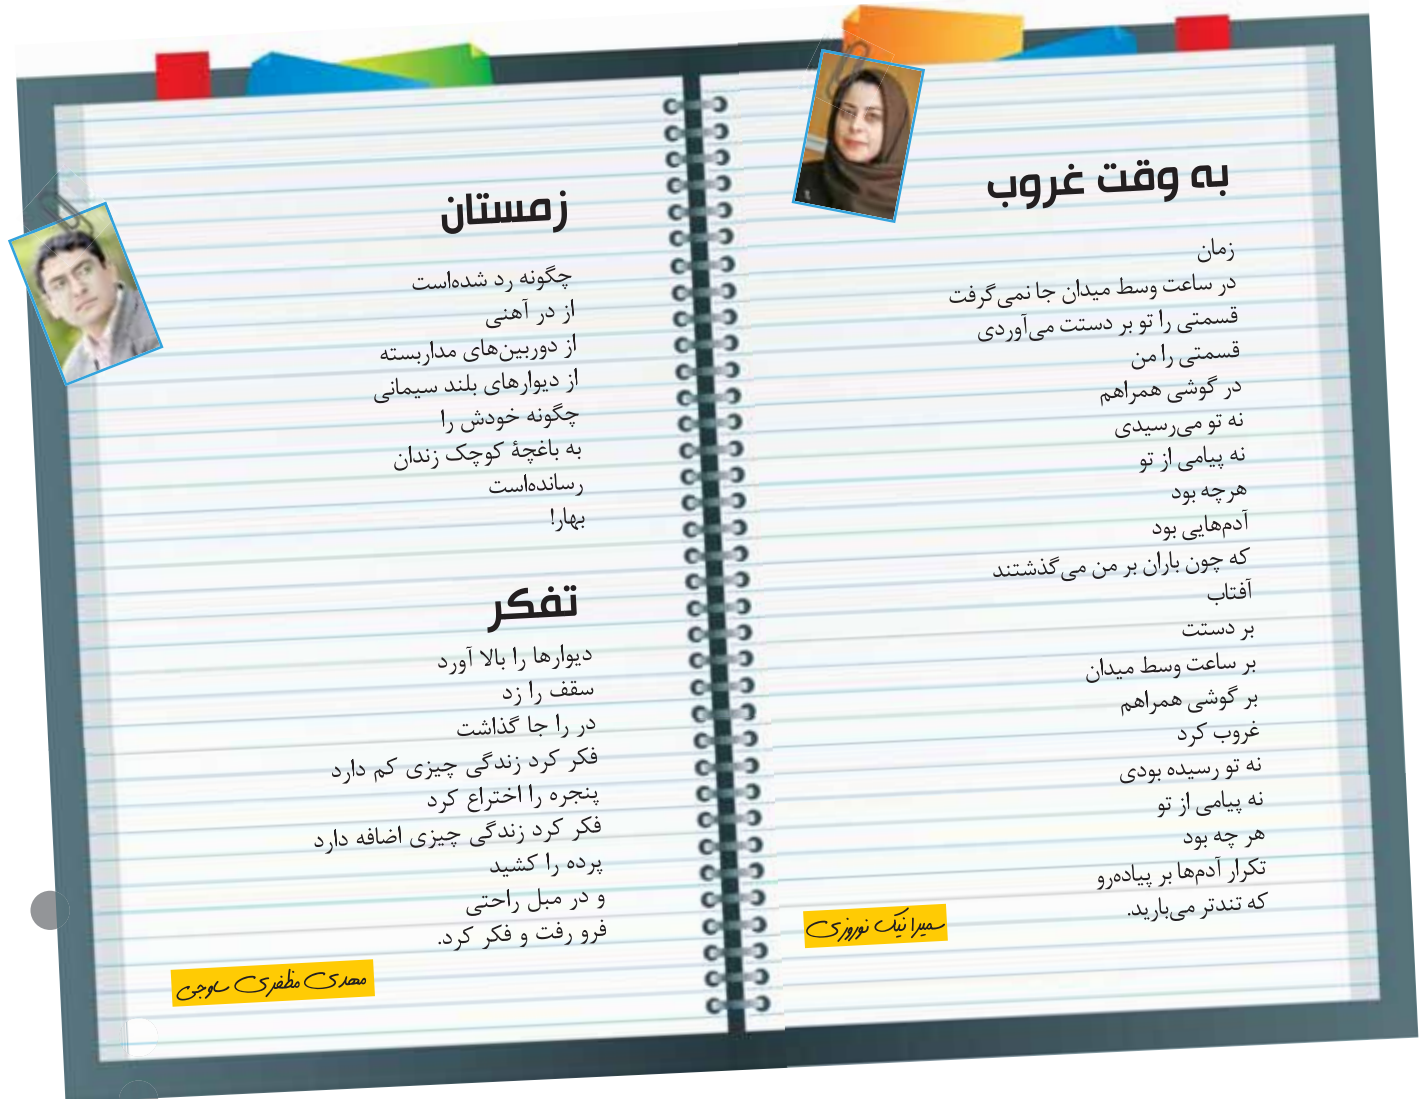 به وقت غروب
زمان
در ساعت وسط میدان جا نمی‌گرفت
قسمتی را تو بر دستت می‌آوردی
قسمتی را من
در گوشی همراهم
نه تو می‌رسیدی
نه پیامی از تو
هرچه بود
آدم‌هایی بود
که چون باران بر من می‌گذشتند
آفتاب
بر دستت
بر ساعت وسط میدان
بر گوشی همراهم
غروب کرد
نه تو رسیده بودی
نه پیامی از تو
هر چه بود
تکرار آدم‌ها بر پیاده‌رو
که تندتر می‌بارید.
سمیرا نیک نوروزی
زمستان
چگونه رد شده‌است
از در آهنی
از دوربین‌های مداربسته
از دیوارهای بلند سیمانی
چگونه خودش را
به باغچهٔ کوچک زندان
رسانده‌است
بهار!
تفکر
دیوارها را بالا آورد
سقف را زد
در را جا گذاشت
فکر کرد زندگی چیزی کم دارد
پنجره را اختراع کرد
فکر کرد زندگی چیزی اضافه دارد
پرده را کشید
و در مبل راحتی
فرو رفت و فکر کرد.
مهدی مظفری ساوجی